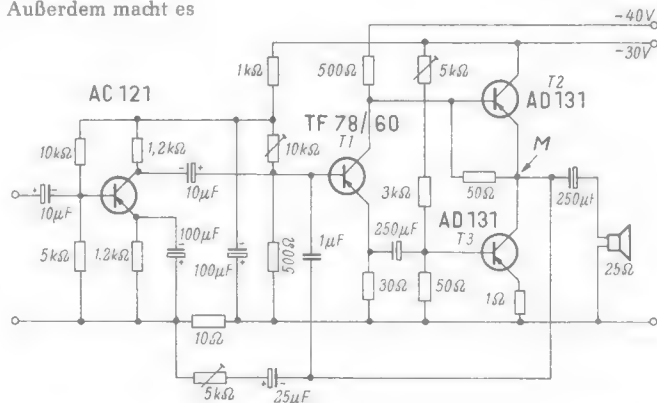 Außerdem macht es
-40V
-30V
1kΩ
500Ω
5kΩ
T2
AC 121
AD 131
TF 78/60
T1
10kΩ
1,2kΩ
10kΩ
M
10µF
10µF
3kΩ
50Ω
250µF
250µf
AD131
T3
100µF
100µF
1µF
5kΩ
1.2kΩ
500Ω
30Ω
50Ω
1Ω
25Ω
10Ω
5kΩ
25µF